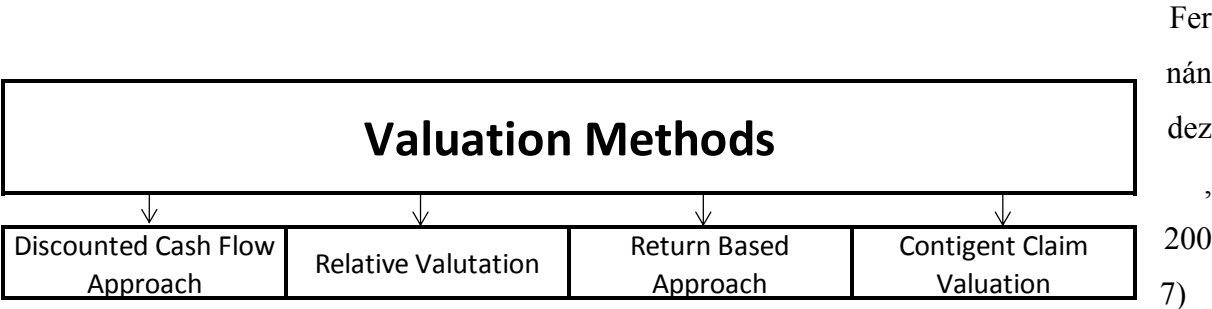 Valuation Methods
Discounted Cash Flow
Approach
Relative Valutation
Return Based
Approach
Contigent Claim
Valuation
Fer
nán
dez
,
200
7)